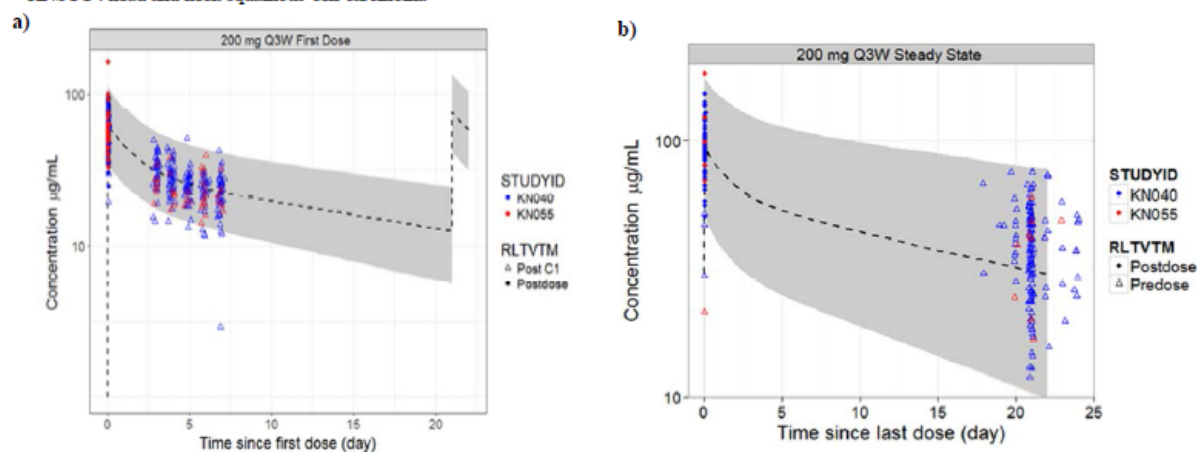 a)
200 mg Q3W First Dose
Concentration µg/mL
100
10
0 5 10 15 20
Time since first dose (day)
STUDYID
KN040
KN055
RLTVTM
Post C1
Postdose
b)
200 mg Q3W Steady State
Concentration µg/mL
100
10
0 5 10 15 20 25
Time since last dose (day)
STUDYID
KN040
KN055
RLTVTM
Postdose
Predose